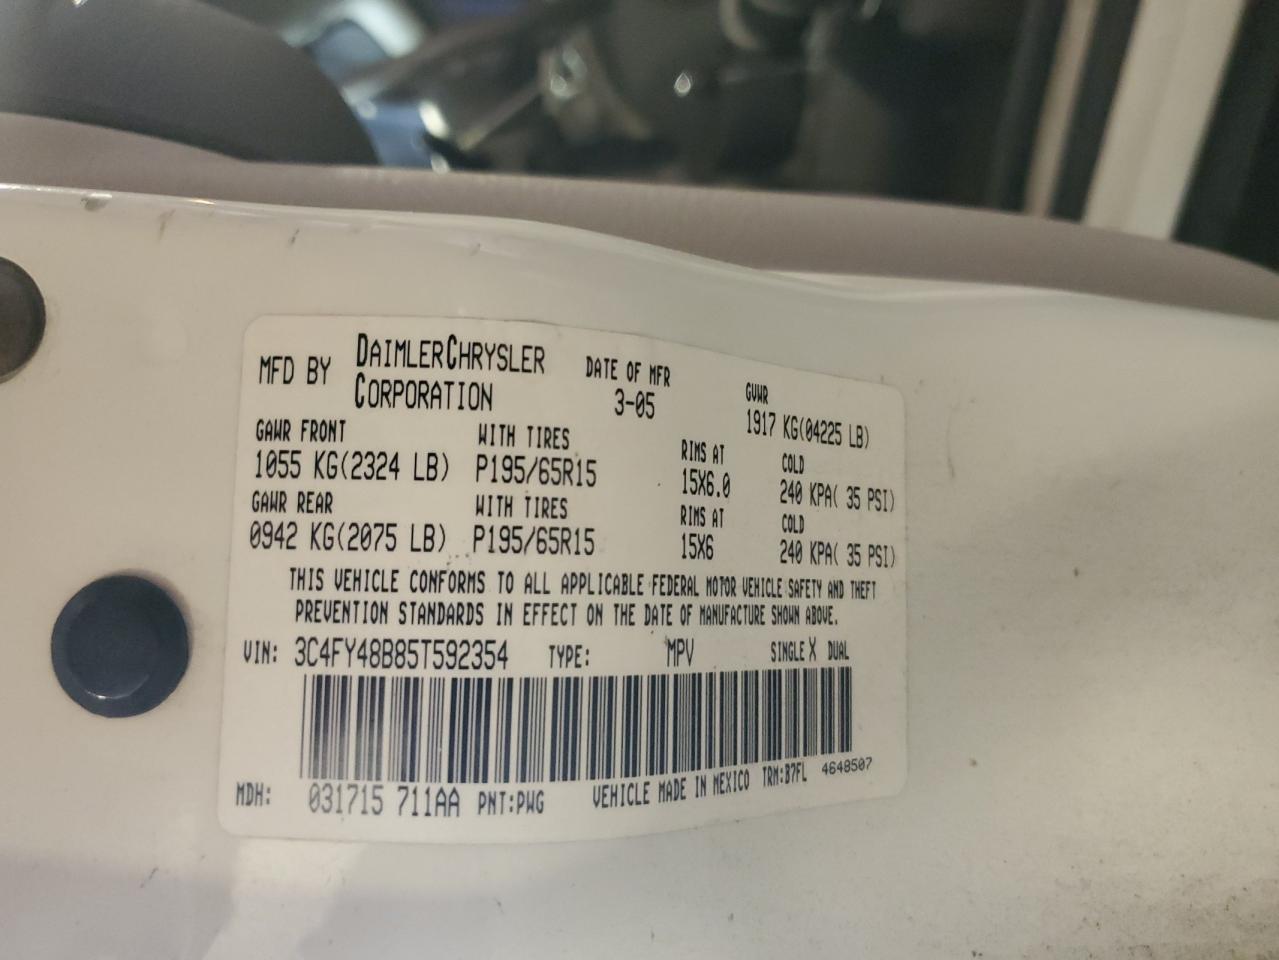 MFD BY DAIMLERCHRYSLER CORPORATION
DATE OF MFR 3-05
GVWR 1917 KG(04225 LB)
GAWR FRONT WITH TIRES RIMS AT COLD
1055 KG(2324 LB) P195/65R15 15X6.0 240 KPA( 35 PSI)
GAWR REAR WITH TIRES RIMS AT COLD
0942 KG(2075 LB) P195/65R15 15X6 240 KPA( 35 PSI)
THIS VEHICLE CONFORMS TO ALL APPLICABLE FEDERAL MOTOR VEHICLE SAFETY AND THEFT
PREVENTION STANDARDS IN EFFECT ON THE DATE OF MANUFACTURE SHOWN ABOVE.
VIN: 3C4FY48B85T592354 TYPE: MPV SINGLE X DUAL
MDH: 031715 711AA PNT:PWG VEHICLE MADE IN MEXICO TRM:B7FL 4648507